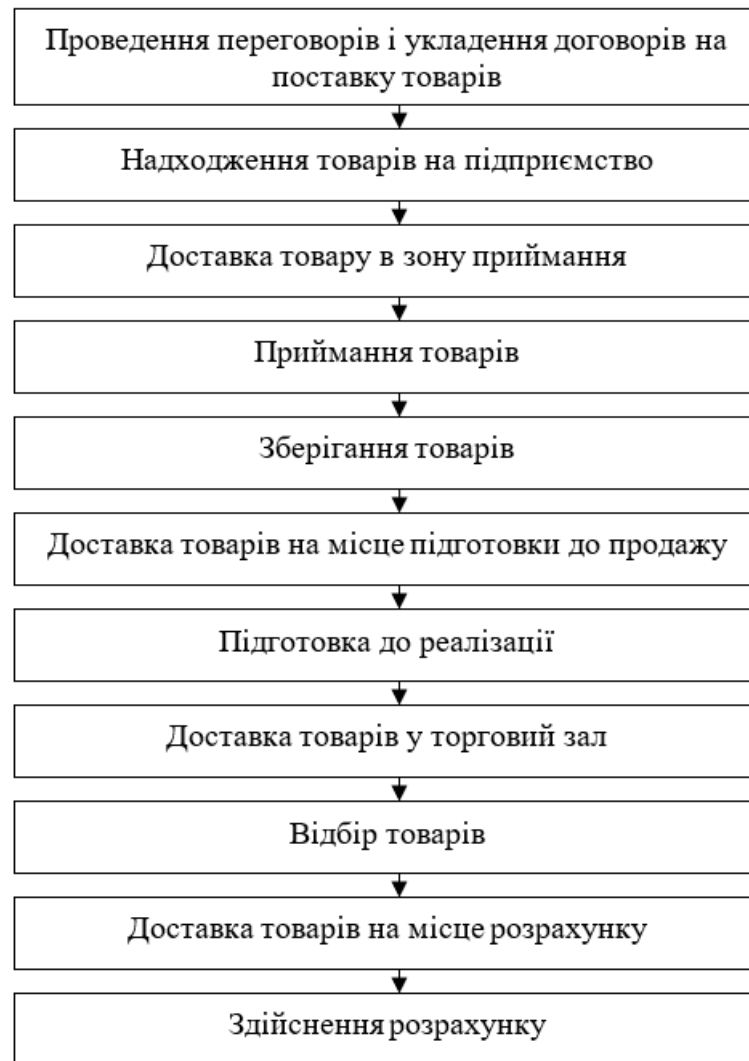 Проведення переговорів і укладення договорів на
поставку товарів
Надходження товарів на підприємство
Доставка товару в зону приймання
Приймання товарів
Зберігання товарів
Доставка товарів на місце підготовки до продажу
Підготовка до реалізації
Доставка товарів у торговий зал
Відбір товарів
Доставка товарів на місце розрахунку
Здійснення розрахунку